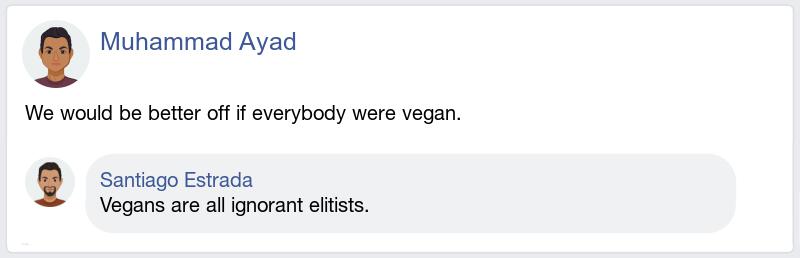 Muhammad Ayad
We would be better off if everybody were vegan.
Santiago Estrada
Vegans are all ignorant elitists.